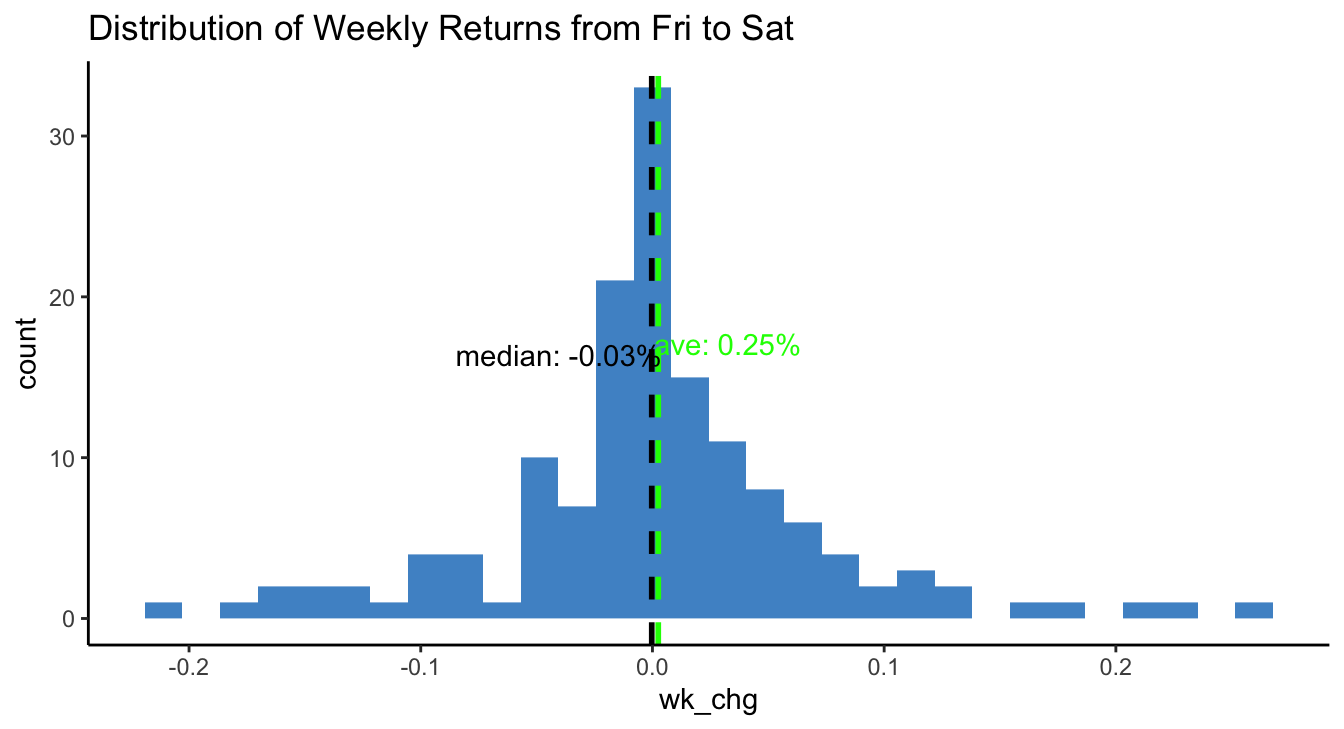 Distribution of Weekly Returns from Fri to Sat
count
30
20
10
0
median: -0.03%
ave: 0.25%
-0.2
-0.1
0.0
0.1
0.2
wk_chg